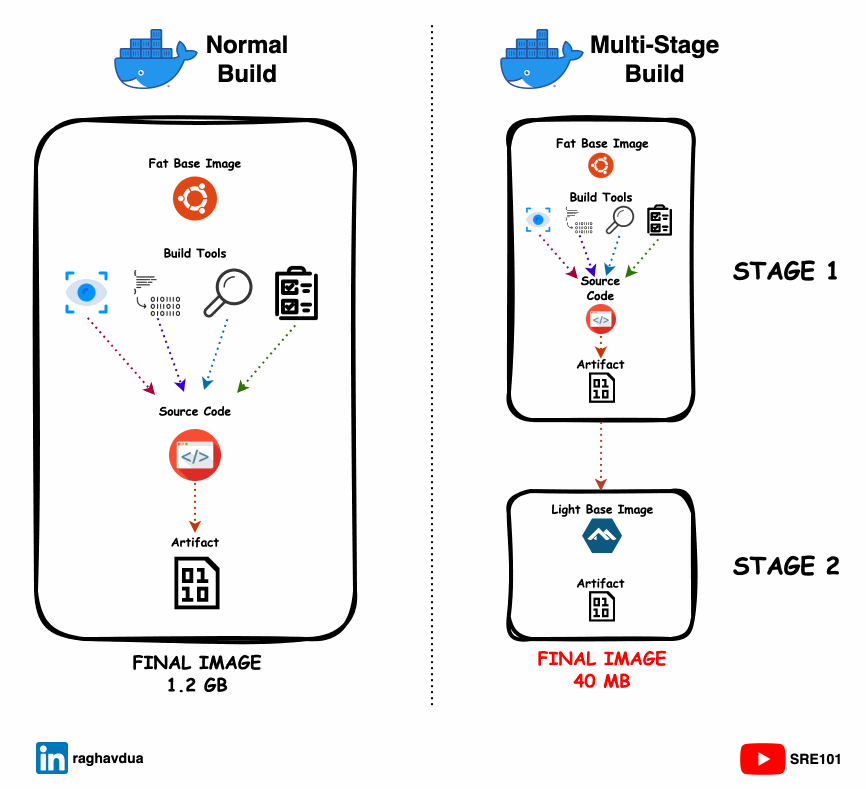 Normal
Build
Fat Base Image
Build Tools
Source Code
</>
Artifact
01
10
FINAL IMAGE
1.2 GB
Multi-Stage
Build
Fat Base Image
Build Tools
Source
Code
</>
Artifact
01
10
STAGE 1
Light Base Image
Artifact
01
10
STAGE 2
FINAL IMAGE
40 MB
in raghavdua
SRE101